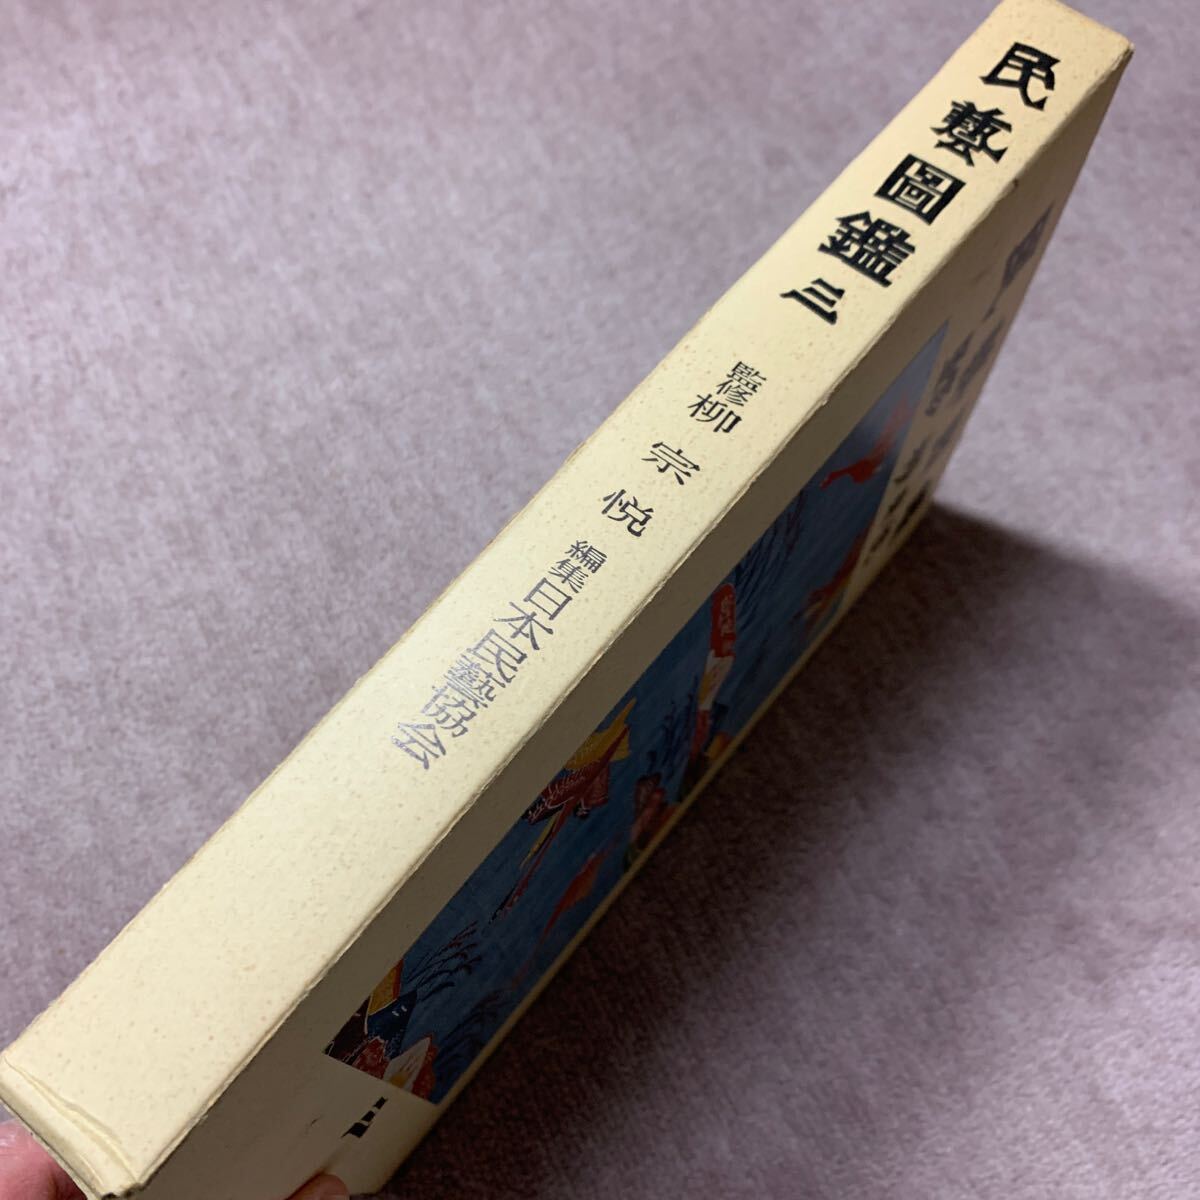 民藝圖鑑 三
監修 柳宗悦
編集 日本民藝協会